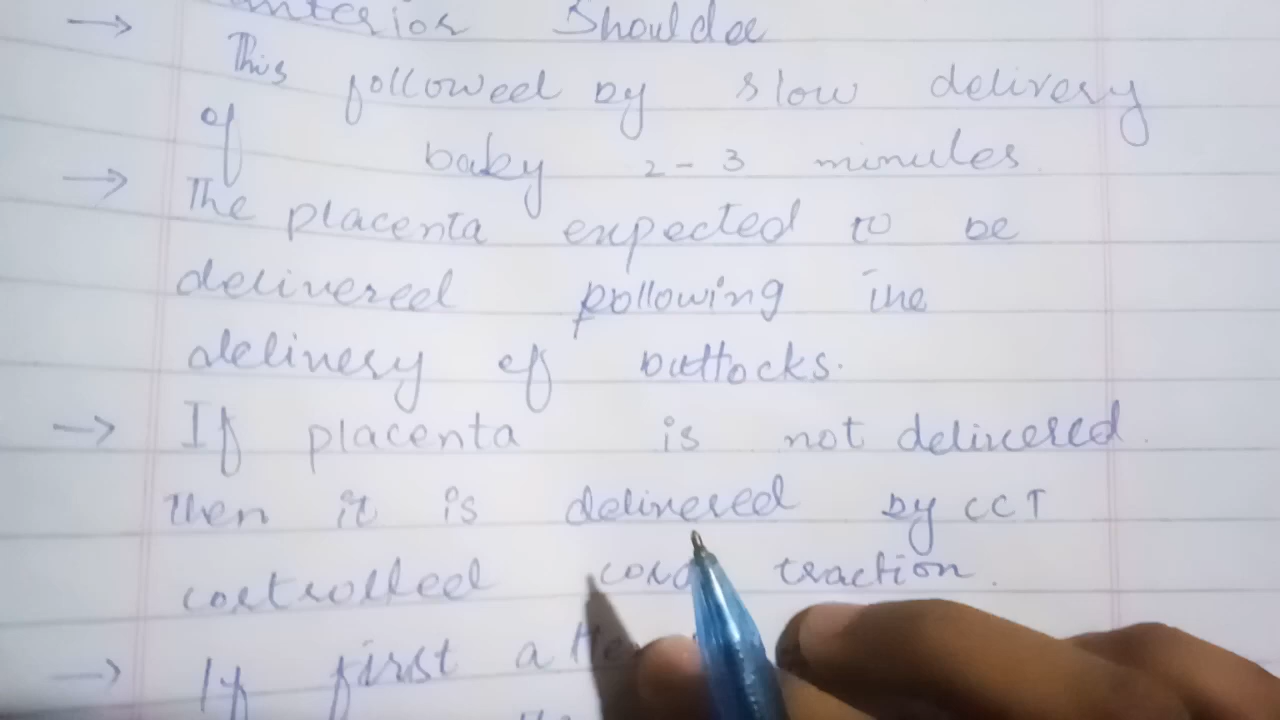 → anterior Shoulder
This followed by slow delivery
of baby 2-3 minutes
→ The placenta expected to be
delivered following the
delivery of buttocks.
→ If placenta is not delivered.
Then it is delivered by CCT
controlled cord traction.
→ If first